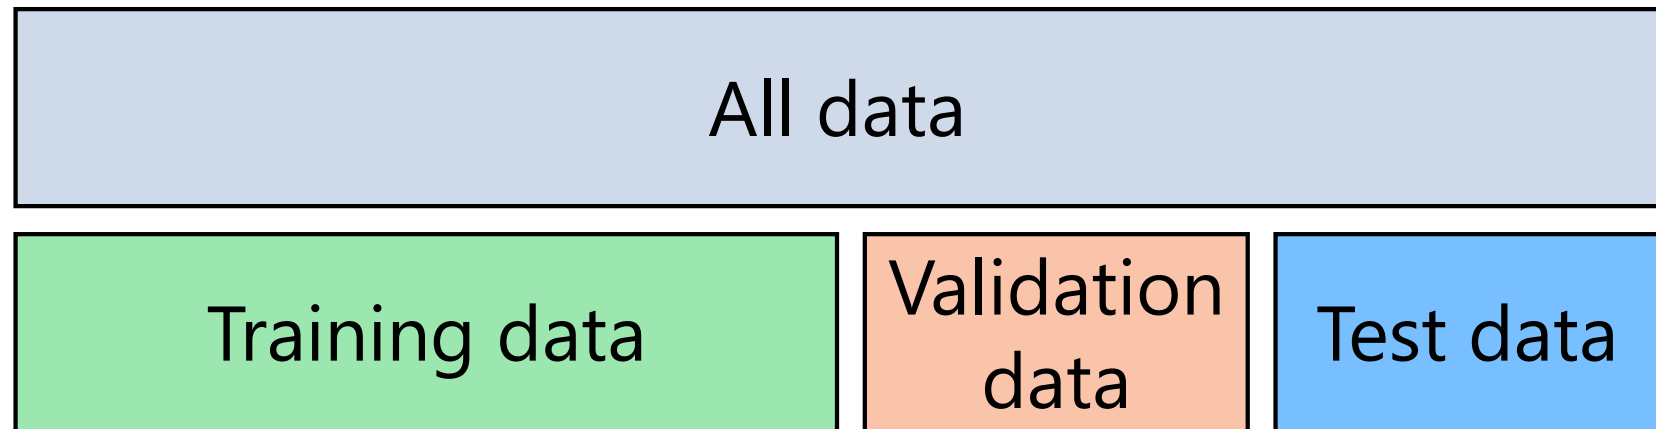 All data
Training data
Validation
data
Test data